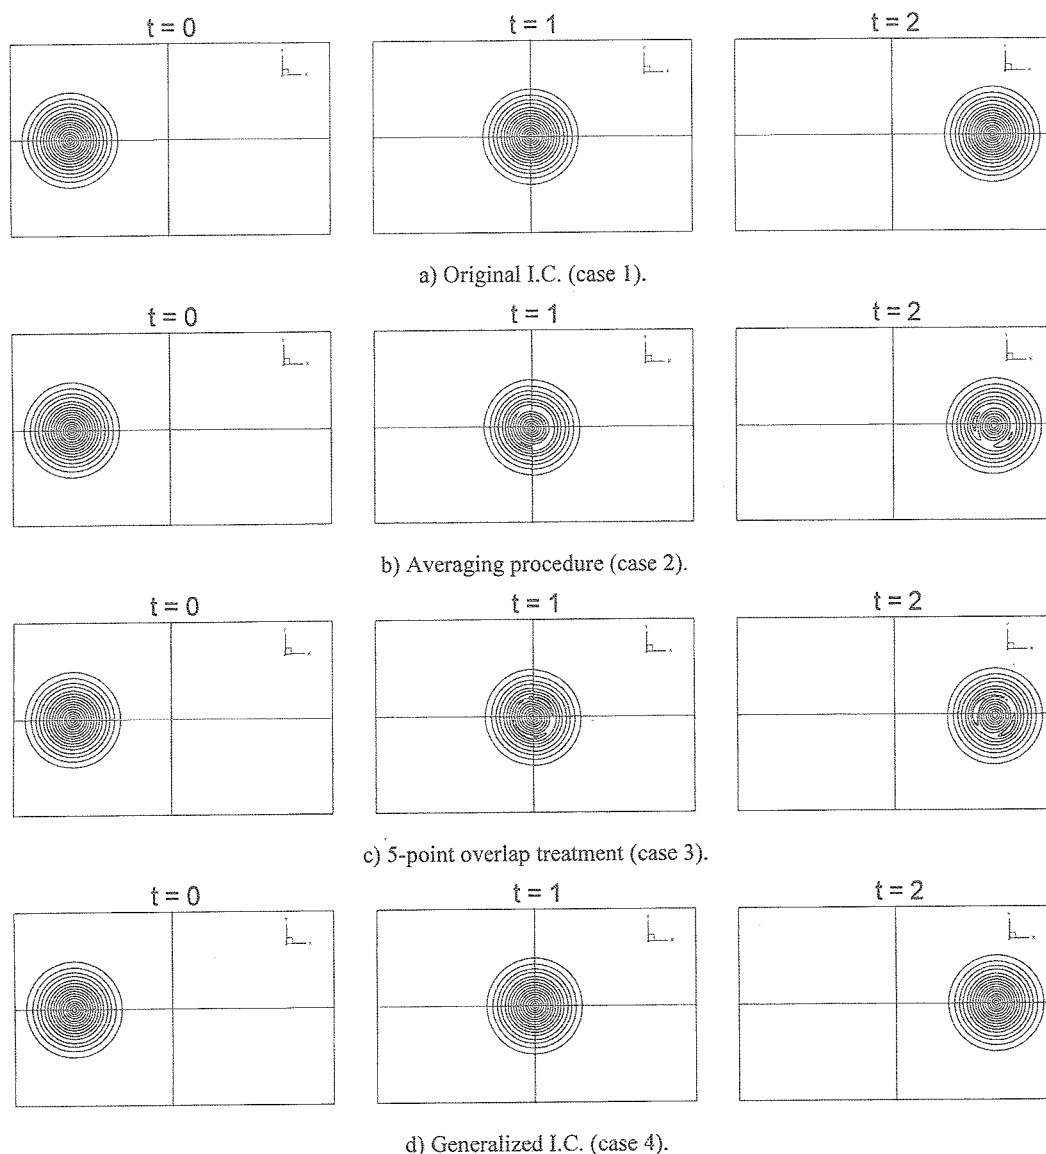 t = 0 t = 1 t = 2
a) Original I.C. (case 1).
t = 0 t = 1 t = 2
b) Averaging procedure (case 2).
t = 0 t = 1 t = 2
c) 5-point overlap treatment (case 3).
t = 0 t = 1 t = 2
d) Generalized I.C. (case 4).